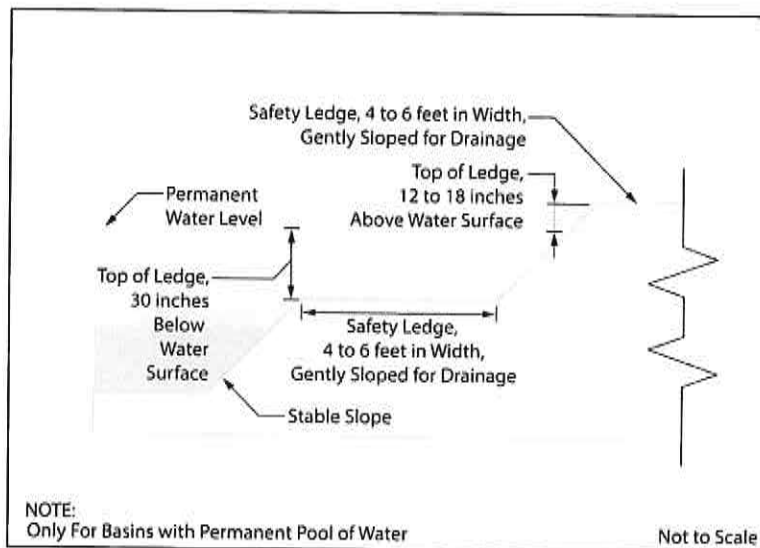 Safety Ledge, 4 to 6 feet in Width,
Gently Sloped for Drainage
Top of Ledge,
12 to 18 inches
Above Water Surface
Permanent
Water Level
Top of Ledge,
30 inches
Below
Water
Surface
Safety Ledge,
4 to 6 feet in Width,
Gently Sloped for Drainage
Stable Slope
NOTE:
Only For Basins with Permanent Pool of Water
Not to Scale